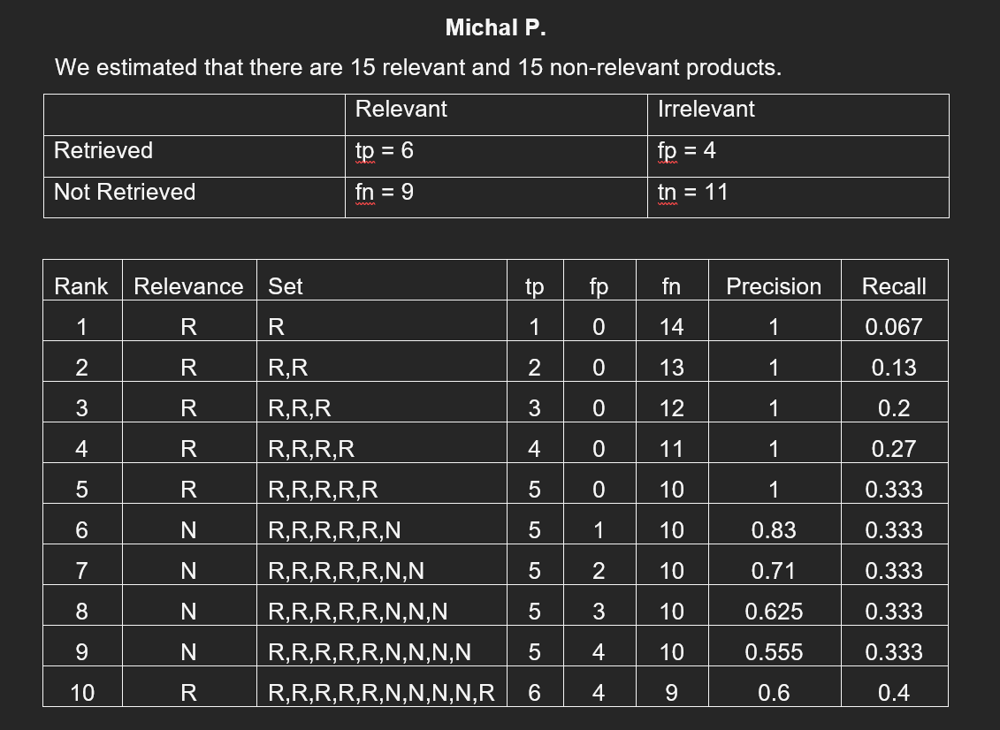 Michal P.
We estimated that there are 15 relevant and 15 non-relevant products.
Relevant Irrelevant
Retrieved tp = 6 fp = 4
Not Retrieved fn = 9 tn = 11
Rank Relevance Set tp fp fn Precision Recall
1 R R 1 0 14 1 0.067
2 R R,R 2 0 13 1 0.13
3 R R,R,R 3 0 12 1 0.2
4 R R,R,R,R 4 0 11 1 0.27
5 R R,R,R,R,R 5 0 10 1 0.333
6 N R,R,R,R,R,N 5 1 10 0.83 0.333
7 N R,R,R,R,R,N,N 5 2 10 0.71 0.333
8 N R,R,R,R,R,N,N,N 5 3 10 0.625 0.333
9 N R,R,R,R,R,N,N,N,N 5 4 10 0.555 0.333
10 R R,R,R,R,R,N,N,N,N,R 6 4 9 0.6 0.4